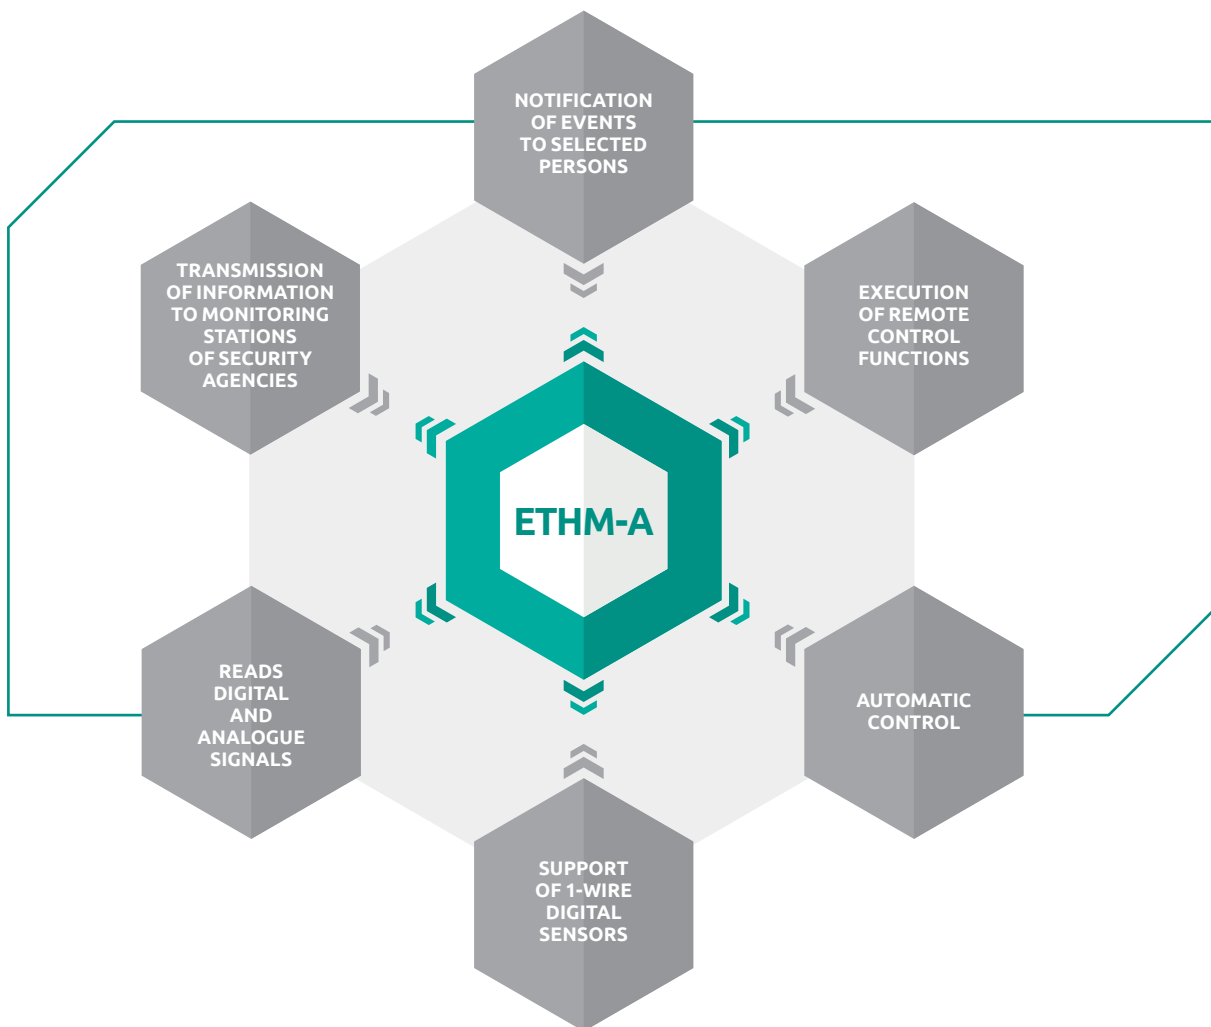 NOTIFICATION
OF EVENTS
TO SELECTED
PERSONS
TRANSMISSION
OF INFORMATION
TO MONITORING
STATIONS
OF SECURITY
AGENCIES
EXECUTION
OF REMOTE
CONTROL
FUNCTIONS
ETHM-A
READS
DIGITAL
AND
ANALOGUE
SIGNALS
AUTOMATIC
CONTROL
SUPPORT
OF 1-WIRE
DIGITAL
SENSORS